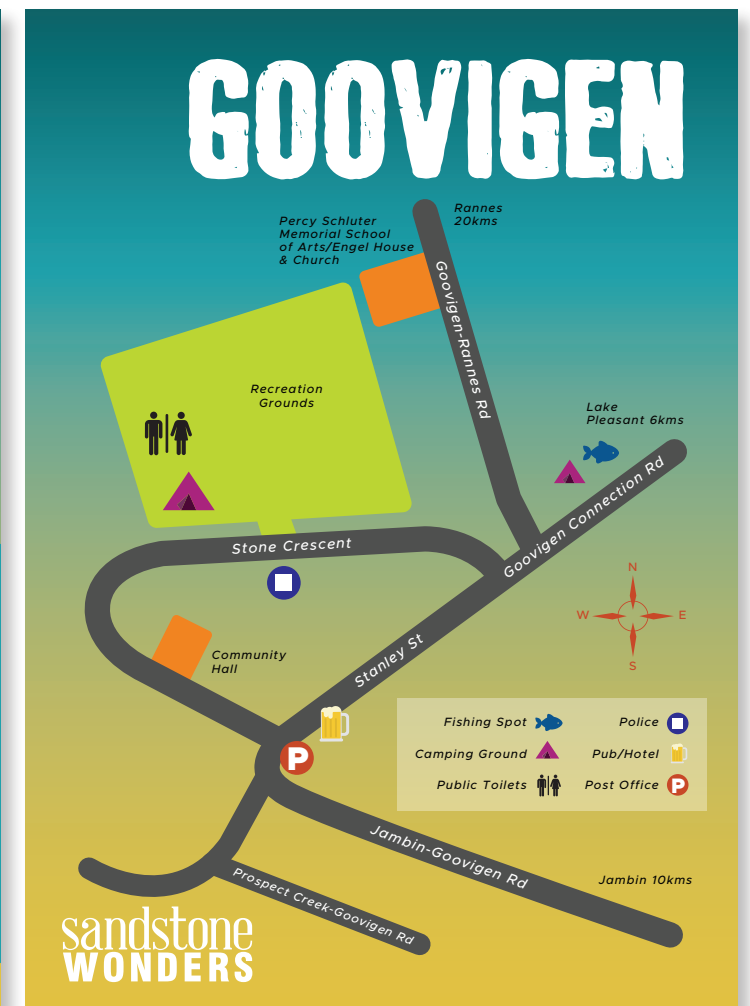 GOOVIGEN
Rannes
20kms
Percy Schluter
Memorial School
of Arts/Engel House
& Church
Goovigen-Rannes Rd
Recreation
Grounds
Lake
Pleasant 6kms
Goovigen Connection Rd
Stone Crescent
N
W
E
S
Stanley St
Community
Hall
Fishing Spot
Police
Camping Ground
Pub/Hotel
Public Toilets
Post Office
P
P
Jambin-Goovigen Rd
Jambin 10kms
Prospect Creek-Goovigen Rd
sandstone
WONDERS